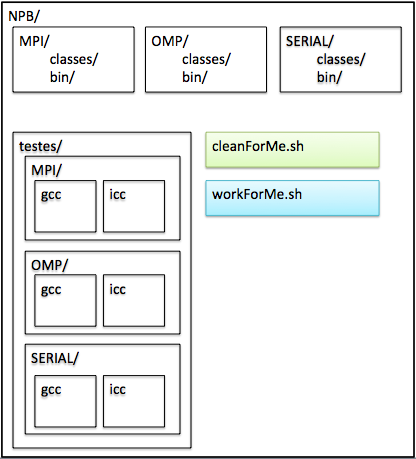 NPB/
MPI/
classes/
bin/
OMP/
classes/
bin/
SERIAL/
classes/
bin/
testes/
MPI/
gcc
icc
OMP/
gcc
icc
SERIAL/
gcc
icc
cleanForMe.sh
workForMe.sh